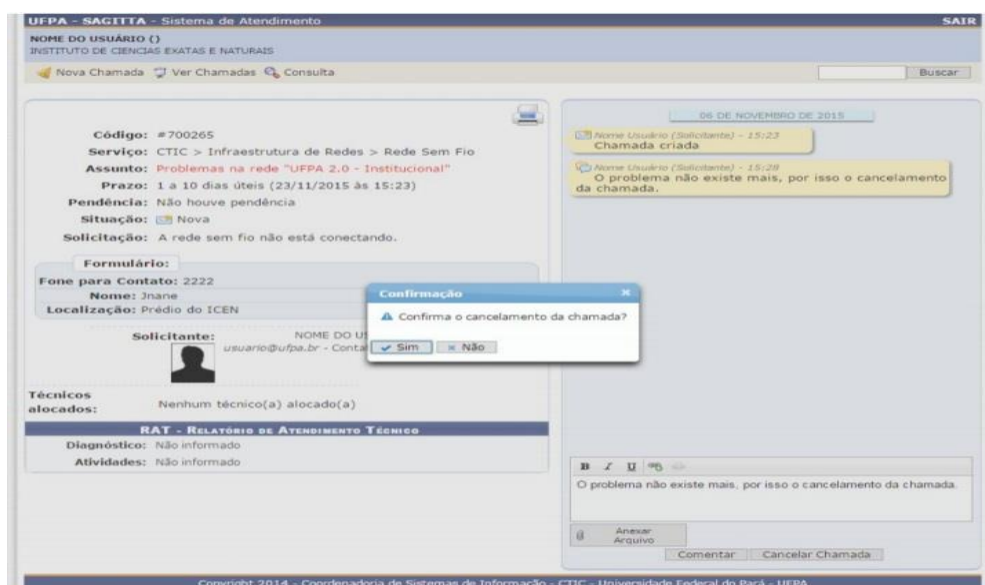 UFPA - SAGITTA - Sistema de Atendimento
SAIR
NOME DO USUÁRIO ()
INSTITUTO DE CIENCIAS EXATAS E NATURAIS
Nova Chamada Ver Chamadas Consulta
Buscar
Código: #700265
Serviço: CTIC > Infraestrutura de Redes > Rede Sem Fio
Assunto: Problemas na rede "UFPA 2.0 - Institucional"
Prazo: 1 a 10 dias úteis (23/11/2015 às 15:23)
Pendência: Não houve pendência
Situação: Nova
Solicitação: A rede sem fio não está conectando.
Formulário:
Fone para Contato: 2222
Nome: Jnane
Localização: Prédio do ICEN
Solicitante: NOME DO U
usuario@ufpa.br - Conta
Técnicos
alocados: Nenhum técnico(a) alocado(a)
RAT - RELATÓRIO DE ATENDIMENTO TÉCNICO
Diagnóstico: Não informado
Atividades: Não informado
Confirmação
Confirma o cancelamento da chamada?
Sim Não
06 DE NOVEMBRO DE 2015
Nome Usuário (Solicitante) - 15:23
Chamada criada
Nome Usuário (Solicitante) - 15:28
O problema não existe mais, por isso o cancelamento
da chamada.
B I U
O problema não existe mais, por isso o cancelamento da chamada.
Anexar
Arquivo
Comentar Cancelar Chamada
Copyright 2014 - Coordenadoria de Sistemas de Informação - CTIC - Universidade Federal do Pará - UFPA